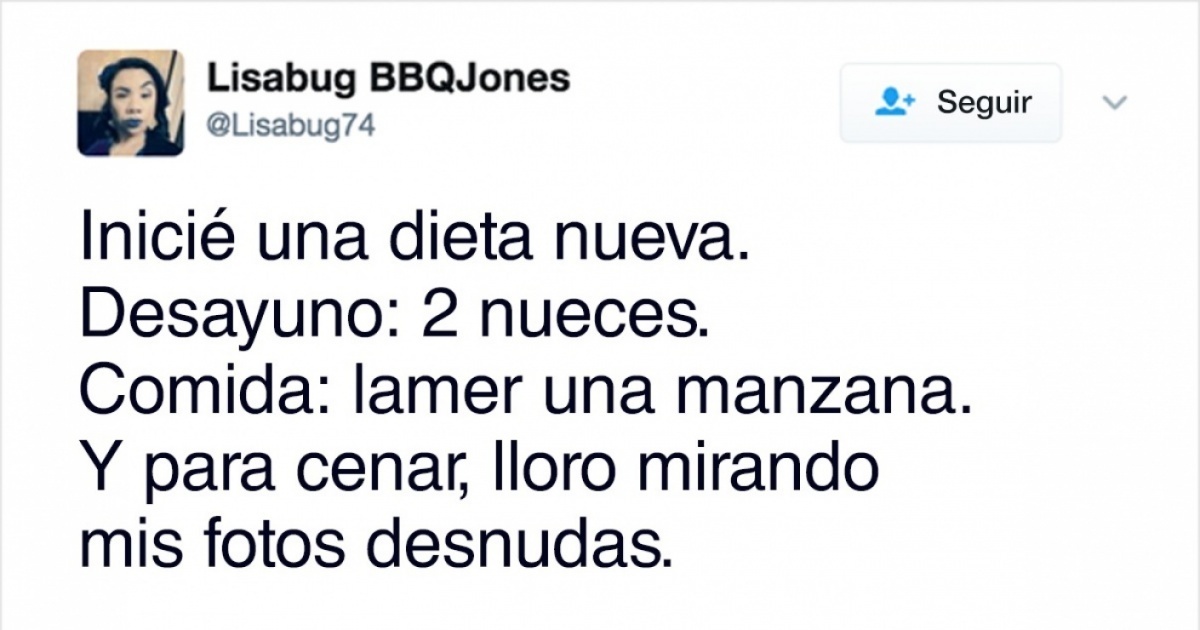 Lisabug BBQJones
@Lisabug74
Seguir
Inicié una dieta nueva.
Desayuno: 2 nueces.
Comida: lamer una manzana.
Y para cenar, lloro mirando
mis fotos desnudas.